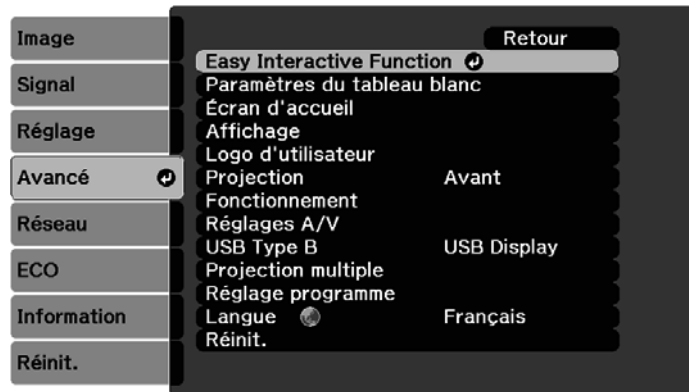 Image
Signal
Réglage
Avancé
Réseau
ECO
Information
Réinit.
Retour
Easy Interactive Function
Paramètres du tableau blanc
Écran d'accueil
Affichage
Logo d'utilisateur
Projection Avant
Fonctionnement
Réglages A/V
USB Type B USB Display
Projection multiple
Réglage programme
Langue Français
Réinit.